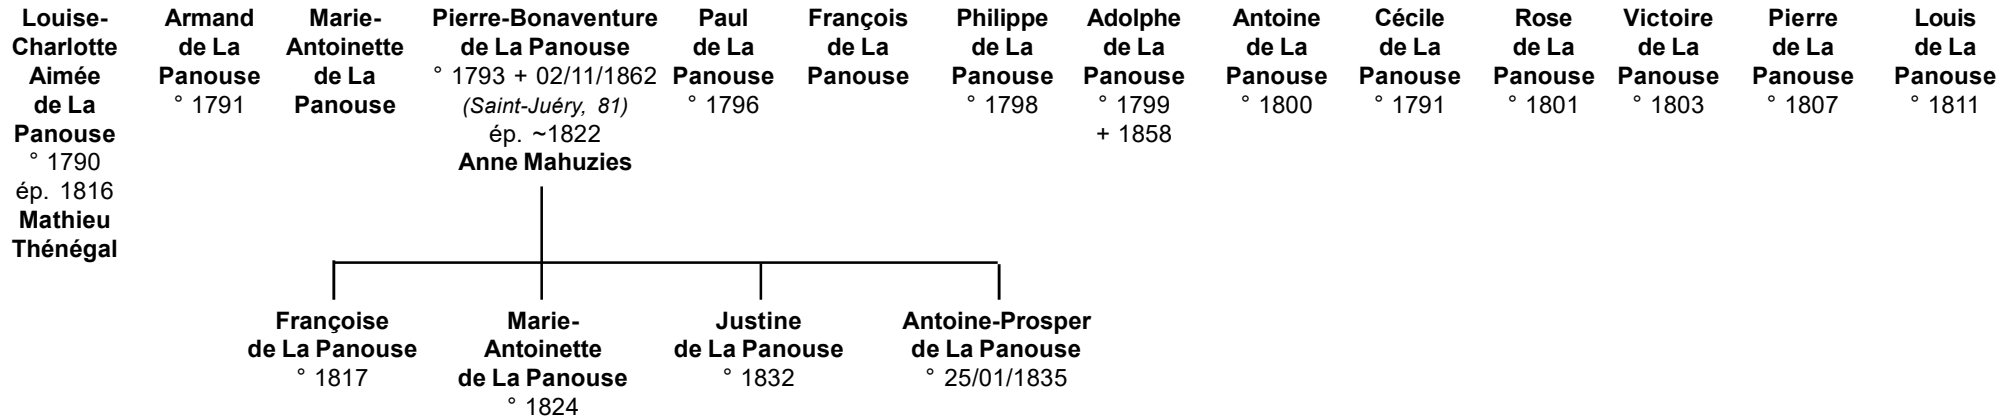 Louise-
Charlotte
Aimée
de La
Panouse
° 1790
ép. 1816
Mathieu
Thénégal
Armand
de La
Panouse
° 1791
Marie-
Antoinette
de La
Panouse
Pierre-Bonaventure
de La Panouse
° 1793 + 02/11/1862
(Saint-Juéry, 81)
ép. ~1822
Anne Mahuzies
Paul
de La
Panouse
° 1796
François
de La
Panouse
Philippe
de La
Panouse
° 1798
Adolphe
de La
Panouse
° 1799
+ 1858
Antoine
de La
Panouse
° 1800
Cécile
de La
Panouse
° 1791
Rose
de La
Panouse
° 1801
Victoire
de La
Panouse
° 1803
Pierre
de La
Panouse
° 1807
Louis
de La
Panouse
° 1811
Françoise
de La Panouse
° 1817
Marie-
Antoinette
de La Panouse
° 1824
Justine
de La Panouse
° 1832
Antoine-Prosper
de La Panouse
° 25/01/1835